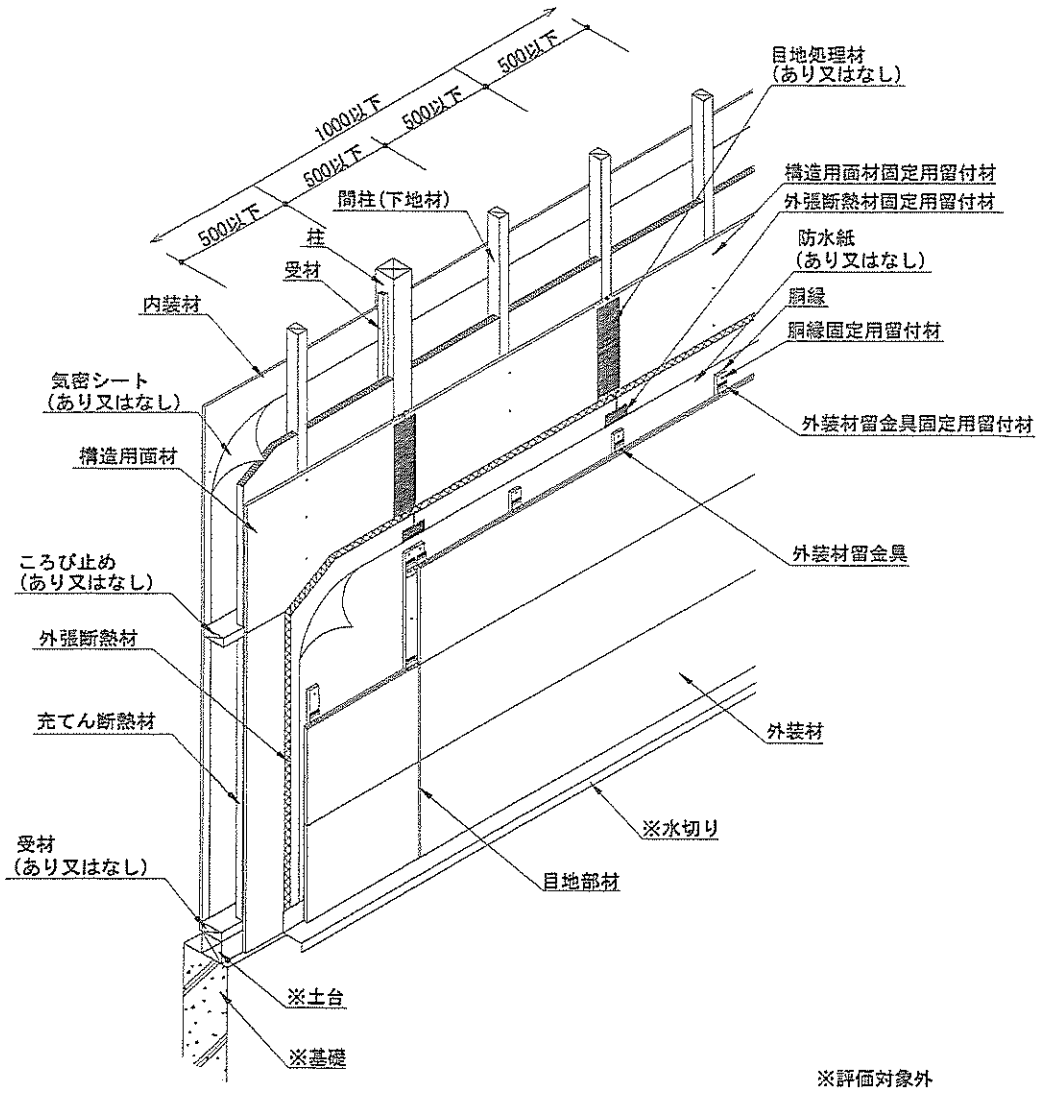 500以下
1000以下
500以下
500以下
500以下
目地処理材
(あり又はなし)
構造用面材固定用留付材
外張断熱材固定用留付材
間柱(下地材)
柱
受材
防水紙
(あり又はなし)
内装材
胴縁
胴縁固定用留付材
気密シート
(あり又はなし)
外装材留金具固定用留付材
構造用面材
外装材留金具
ころび止め
(あり又はなし)
外張断熱材
充てん断熱材
外装材
※水切り
受材
(あり又はなし)
目地部材
※土台
※基礎
※評価対象外